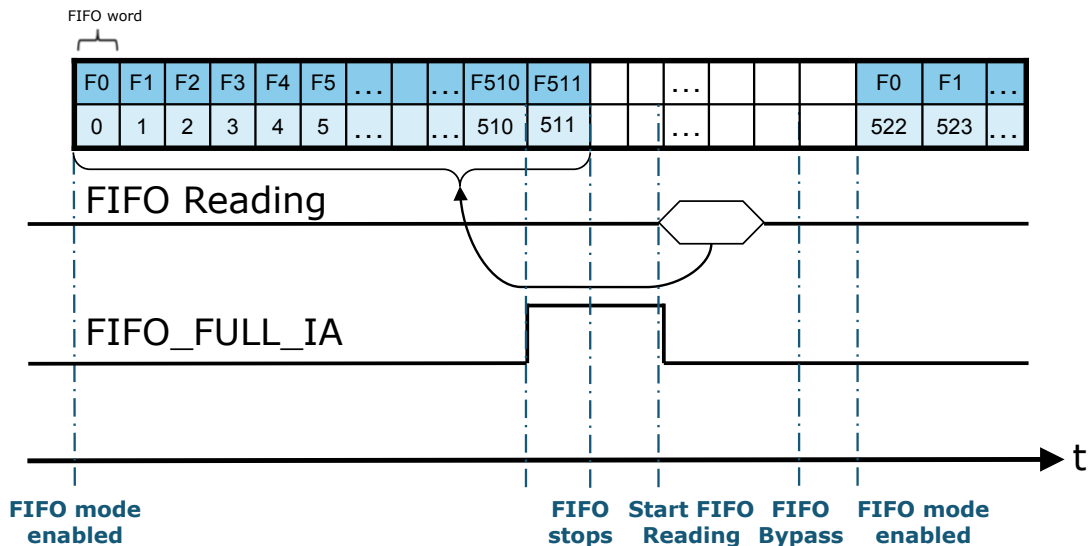 FIFO word
F0 F1 F2 F3 F4 F5 ... ... F510 F511 ... F0 F1 ...
0 1 2 3 4 5 ... ... 510 511 ... 522 523 ...
FIFO Reading
FIFO_FULL_IA
t
FIFO mode enabled
FIFO stops
Start FIFO Reading
FIFO Bypass
FIFO mode enabled